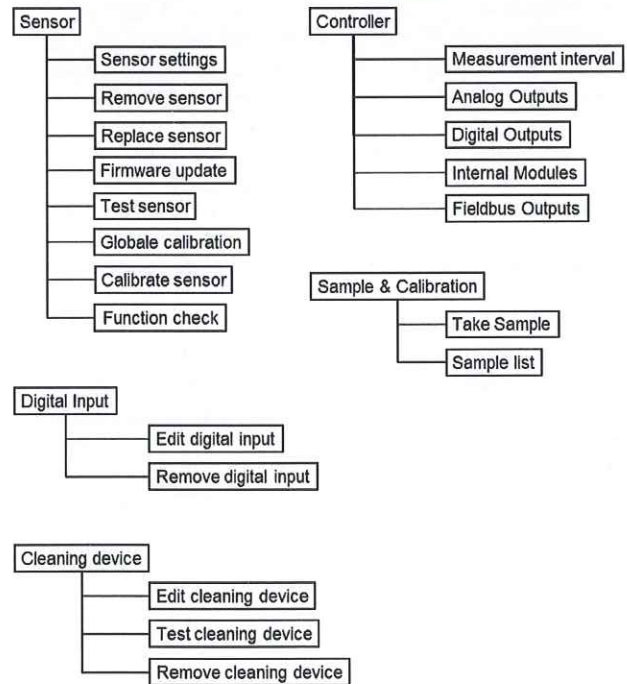 Sensor
Sensor settings
Remove sensor
Replace sensor
Firmware update
Test sensor
Globale calibration
Calibrate sensor
Function check
Controller
Measurement interval
Analog Outputs
Digital Outputs
Internal Modules
Fieldbus Outputs
Sample & Calibration
Take Sample
Sample list
Digital Input
Edit digital input
Remove digital input
Cleaning device
Edit cleaning device
Test cleaning device
Remove cleaning device